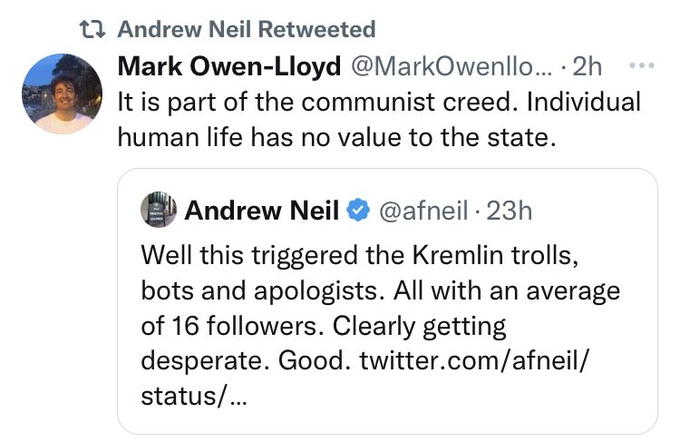 Andrew Neil Retweeted
Mark Owen-Lloyd @MarkOwenllo... · 2h
It is part of the communist creed. Individual
human life has no value to the state.
Andrew Neil @afneil · 23h
Well this triggered the Kremlin trolls,
bots and apologists. All with an average
of 16 followers. Clearly getting
desperate. Good. twitter.com/afneil/
status/...